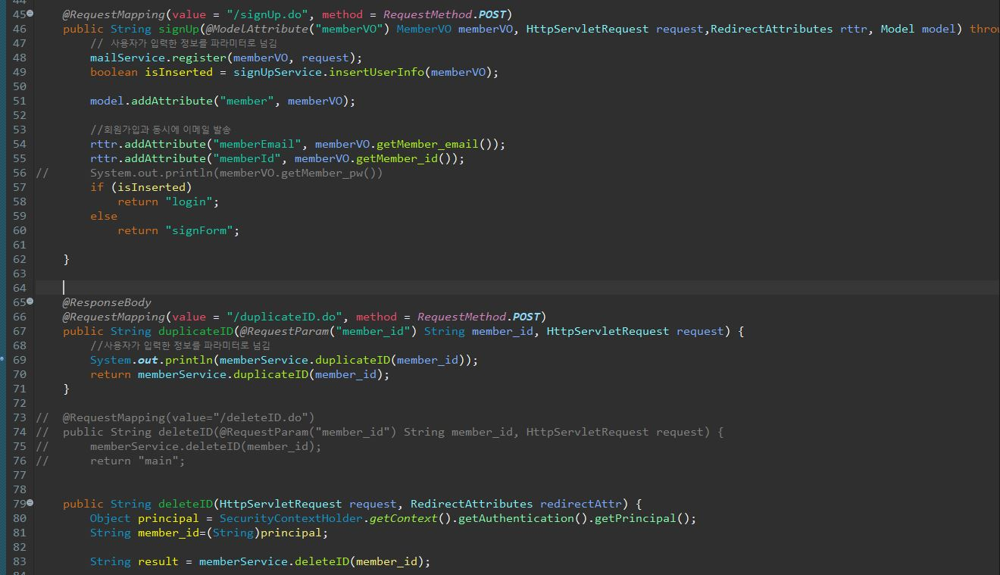 44
45 @RequestMapping(value = "/signUp.do", method = RequestMethod.POST)
46 public String signUp(@ModelAttribute("memberVO") MemberVO memberVO, HttpServletRequest request,RedirectAttributes rttr, Model model) throw
47 // 사용자가 입력한 정보를 파라미터로 넘김
48 mailService.register(memberVO, request);
49 boolean isInserted = signUpService.insertUserInfo(memberVO);
50
51 model.addAttribute("member", memberVO);
52
53 //회원가입과 동시에 이메일 발송
54 rttr.addAttribute("memberEmail", memberVO.getMember_email());
55 rttr.addAttribute("memberId", memberVO.getMember_id());
56 // System.out.println(memberVO.getMember_pw())
57 if (isInserted)
58 return "login";
59 else
60 return "signForm";
61
62 }
63
64
65 @ResponseBody
66 @RequestMapping(value = "/duplicateID.do", method = RequestMethod.POST)
67 public String duplicateID(@RequestParam("member_id") String member_id, HttpServletRequest request) {
68 //사용자가 입력한 정보를 파라미터로 넘김
69 System.out.println(memberService.duplicateID(member_id));
70 return memberService.duplicateID(member_id);
71 }
72
73 // @RequestMapping(value="/deleteID.do")
74 // public String deleteID(@RequestParam("member_id") String member_id, HttpServletRequest request) {
75 // memberService.deleteID(member_id);
76 // return "main";
77
78
79 public String deleteID(HttpServletRequest request, RedirectAttributes redirectAttr) {
80 Object principal = SecurityContextHolder.getContext().getAuthentication().getPrincipal();
81 String member_id=(String)principal;
82
83 String result = memberService.deleteID(member_id);
84